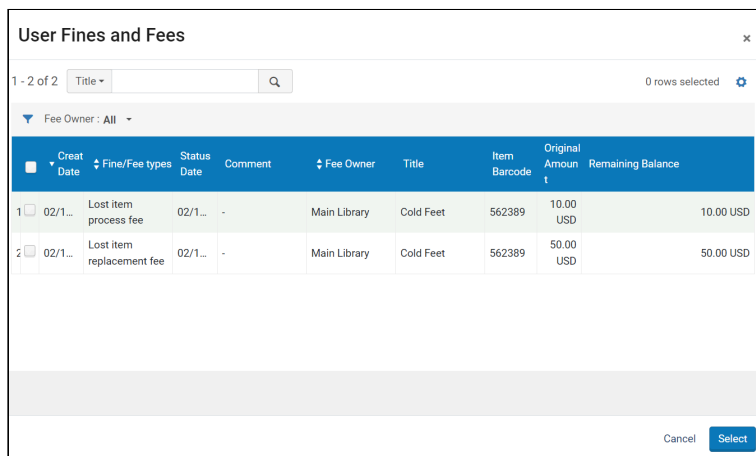 User Fines and Fees
×
1 - 2 of 2 Title
0 rows selected
Fee Owner : All
Creat Date Fine/Fee types Status Date Comment Fee Owner Title Item Barcode Original Amoun t Remaining Balance
1 02/1... Lost item process fee 02/1... - Main Library Cold Feet 562389 10.00 USD 10.00 USD
2 02/1... Lost item replacement fee 02/1... - Main Library Cold Feet 562389 50.00 USD 50.00 USD
Cancel Select